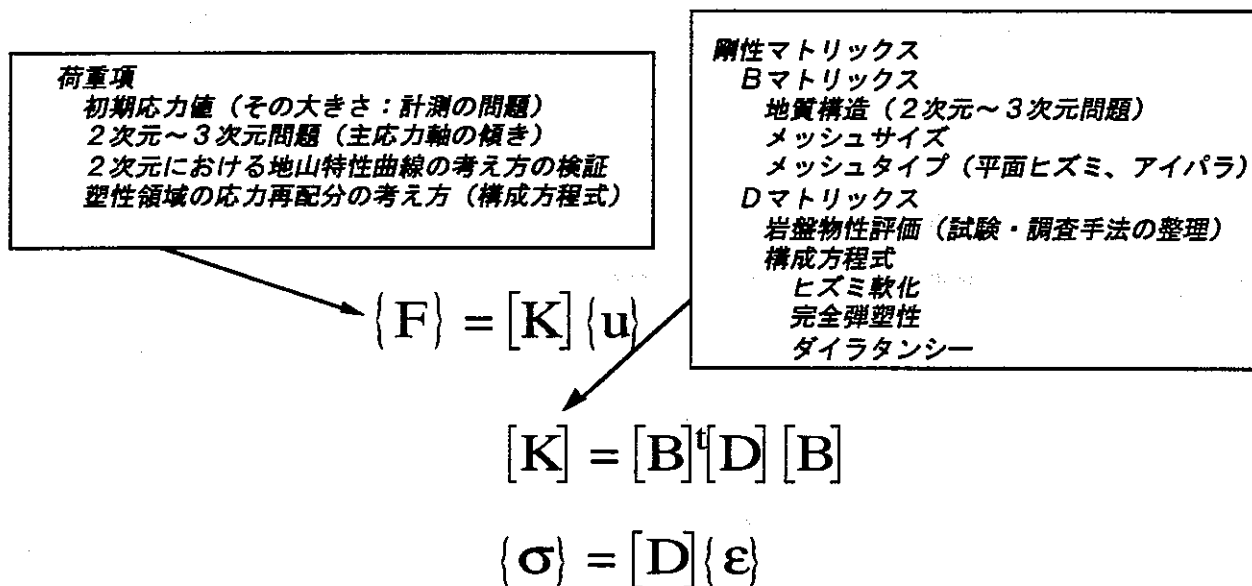 荷重項
初期応力値（その大きさ：計測の問題）
２次元～３次元問題（主応力軸の傾き）
２次元における地山特性曲線の考え方の検証
塑性領域の応力再配分の考え方（構成方程式）
剛性マトリックス
Ｂマトリックス
地質構造（２次元～３次元問題）
メッシュサイズ
メッシュタイプ（平面ヒズミ、アイパラ）
Ｄマトリックス
岩盤物性評価（試験・調査手法の整理）
構成方程式
ヒズミ軟化
完全弾塑性
ダイラタンシー
{F} = [K]{u}
[K] = [B]ᵗ[D][B]
{σ} = [D]{ε}